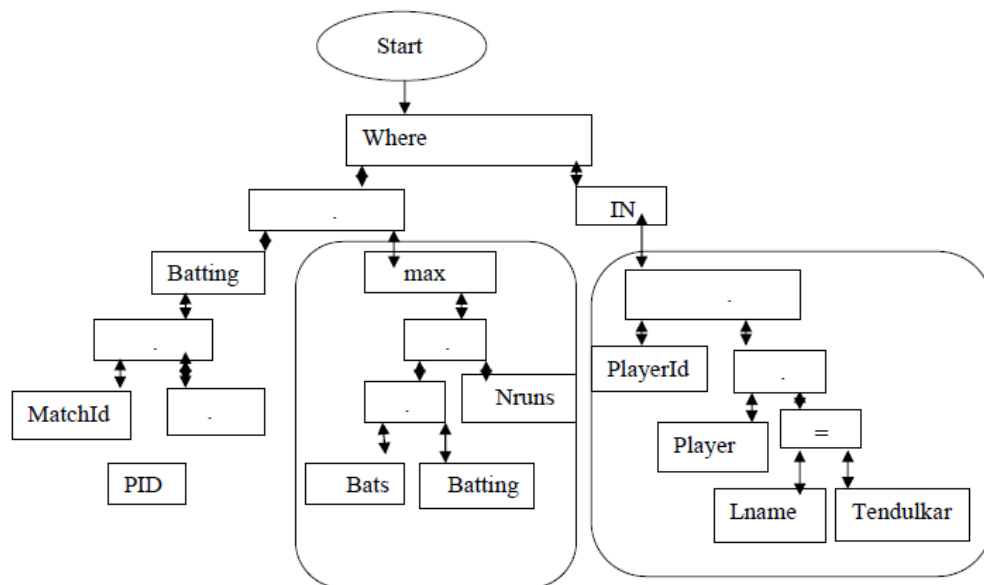 Start
Where
.
IN
Batting
max
.
.
.
PlayerId
.
MatchId
.
.
Nruns
Player
=
PID
Bats
Batting
Lname
Tendulkar